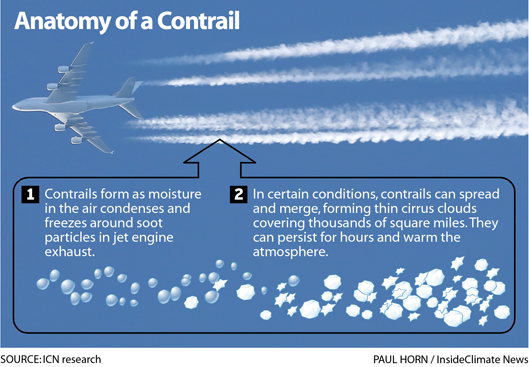 Anatomy of a Contrail
1 Contrails form as moisture
in the air condenses and
freezes around soot
particles in jet engine
exhaust.
2 In certain conditions, contrails can spread
and merge, forming thin cirrus clouds
covering thousands of square miles. They
can persist for hours and warm the
atmosphere.
SOURCE: ICN research
PAUL HORN / InsideClimate News